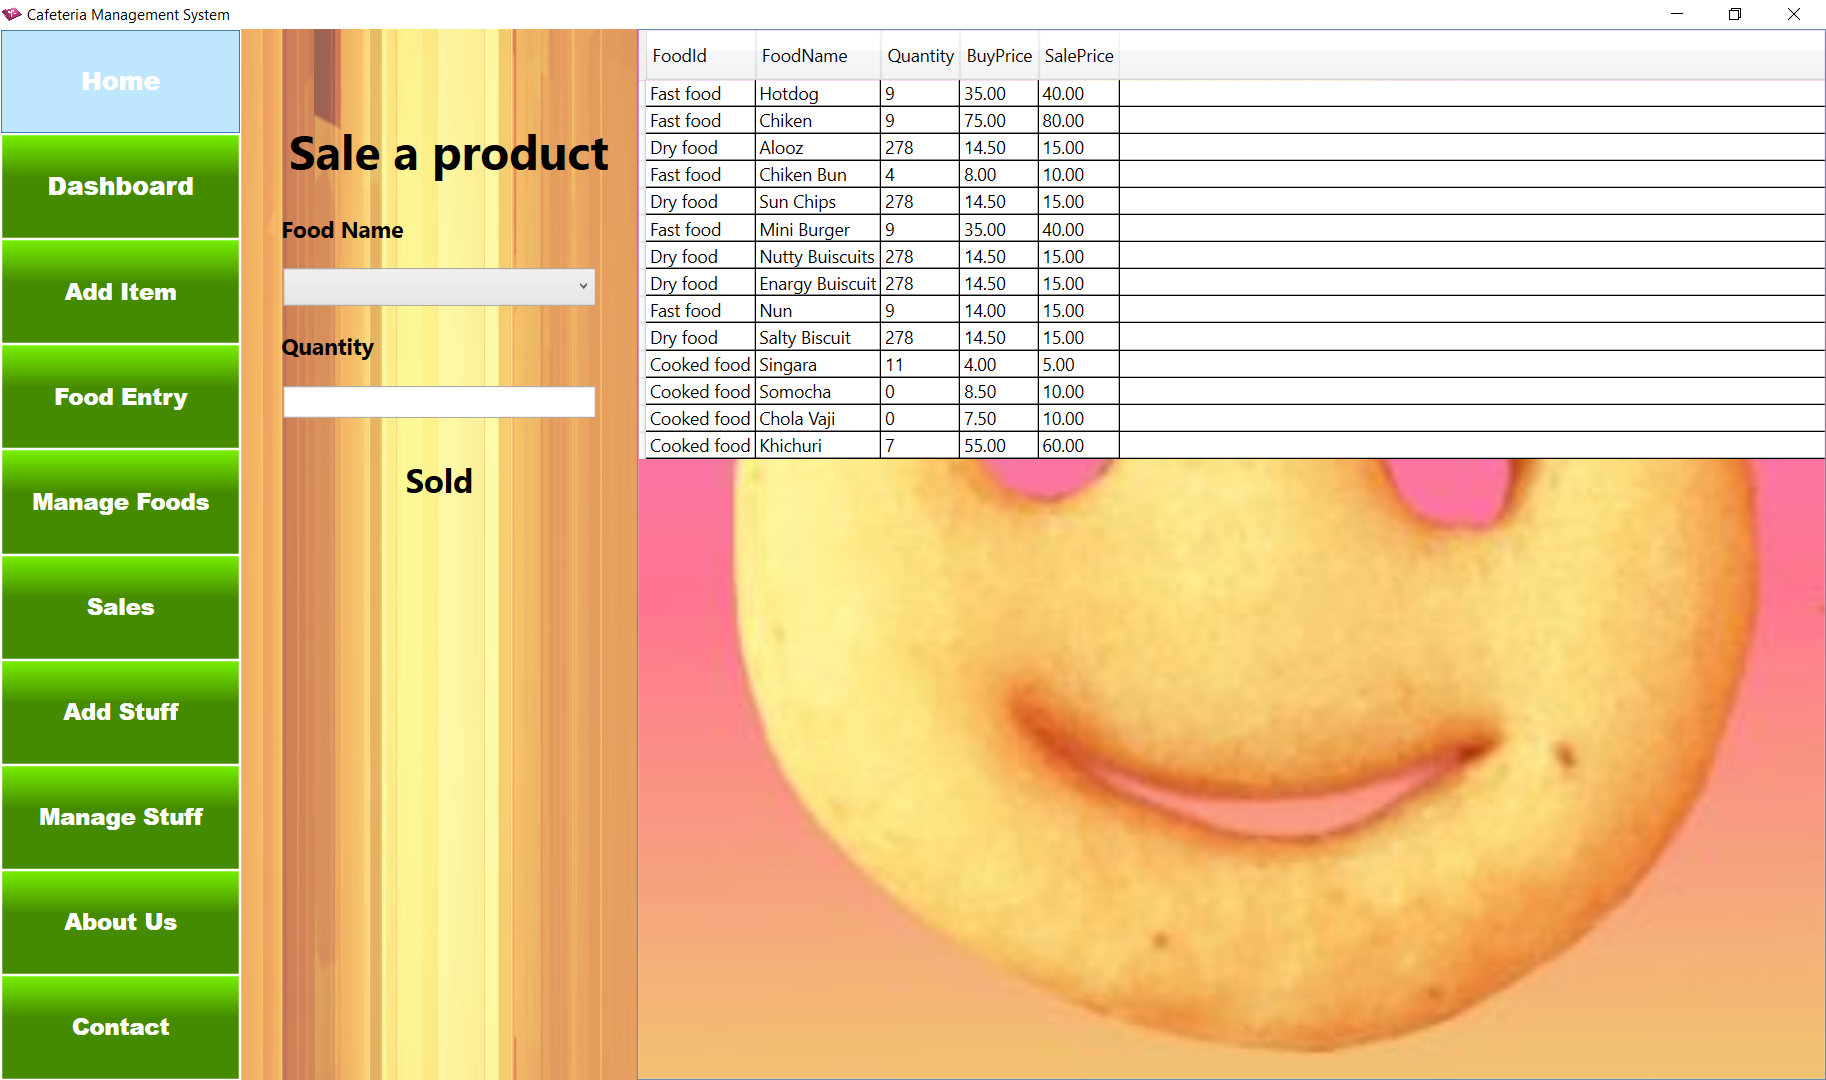 Cafeteria Management System
Home
Dashboard
Add Item
Food Entry
Manage Foods
Sales
Add Stuff
Manage Stuff
About Us
Contact
Sale a product
Food Name
Quantity
Sold
FoodId FoodName Quantity BuyPrice SalePrice
Fast food Hotdog 9 35.00 40.00
Fast food Chiken 9 75.00 80.00
Dry food Alooz 278 14.50 15.00
Fast food Chiken Bun 4 8.00 10.00
Dry food Sun Chips 278 14.50 15.00
Fast food Mini Burger 9 35.00 40.00
Dry food Nutty Buiscuits 278 14.50 15.00
Dry food Enargy Buiscuit 278 14.50 15.00
Fast food Nun 9 14.00 15.00
Dry food Salty Biscuit 278 14.50 15.00
Cooked food Singara 11 4.00 5.00
Cooked food Somocha 0 8.50 10.00
Cooked food Chola Vaji 0 7.50 10.00
Cooked food Khichuri 7 55.00 60.00